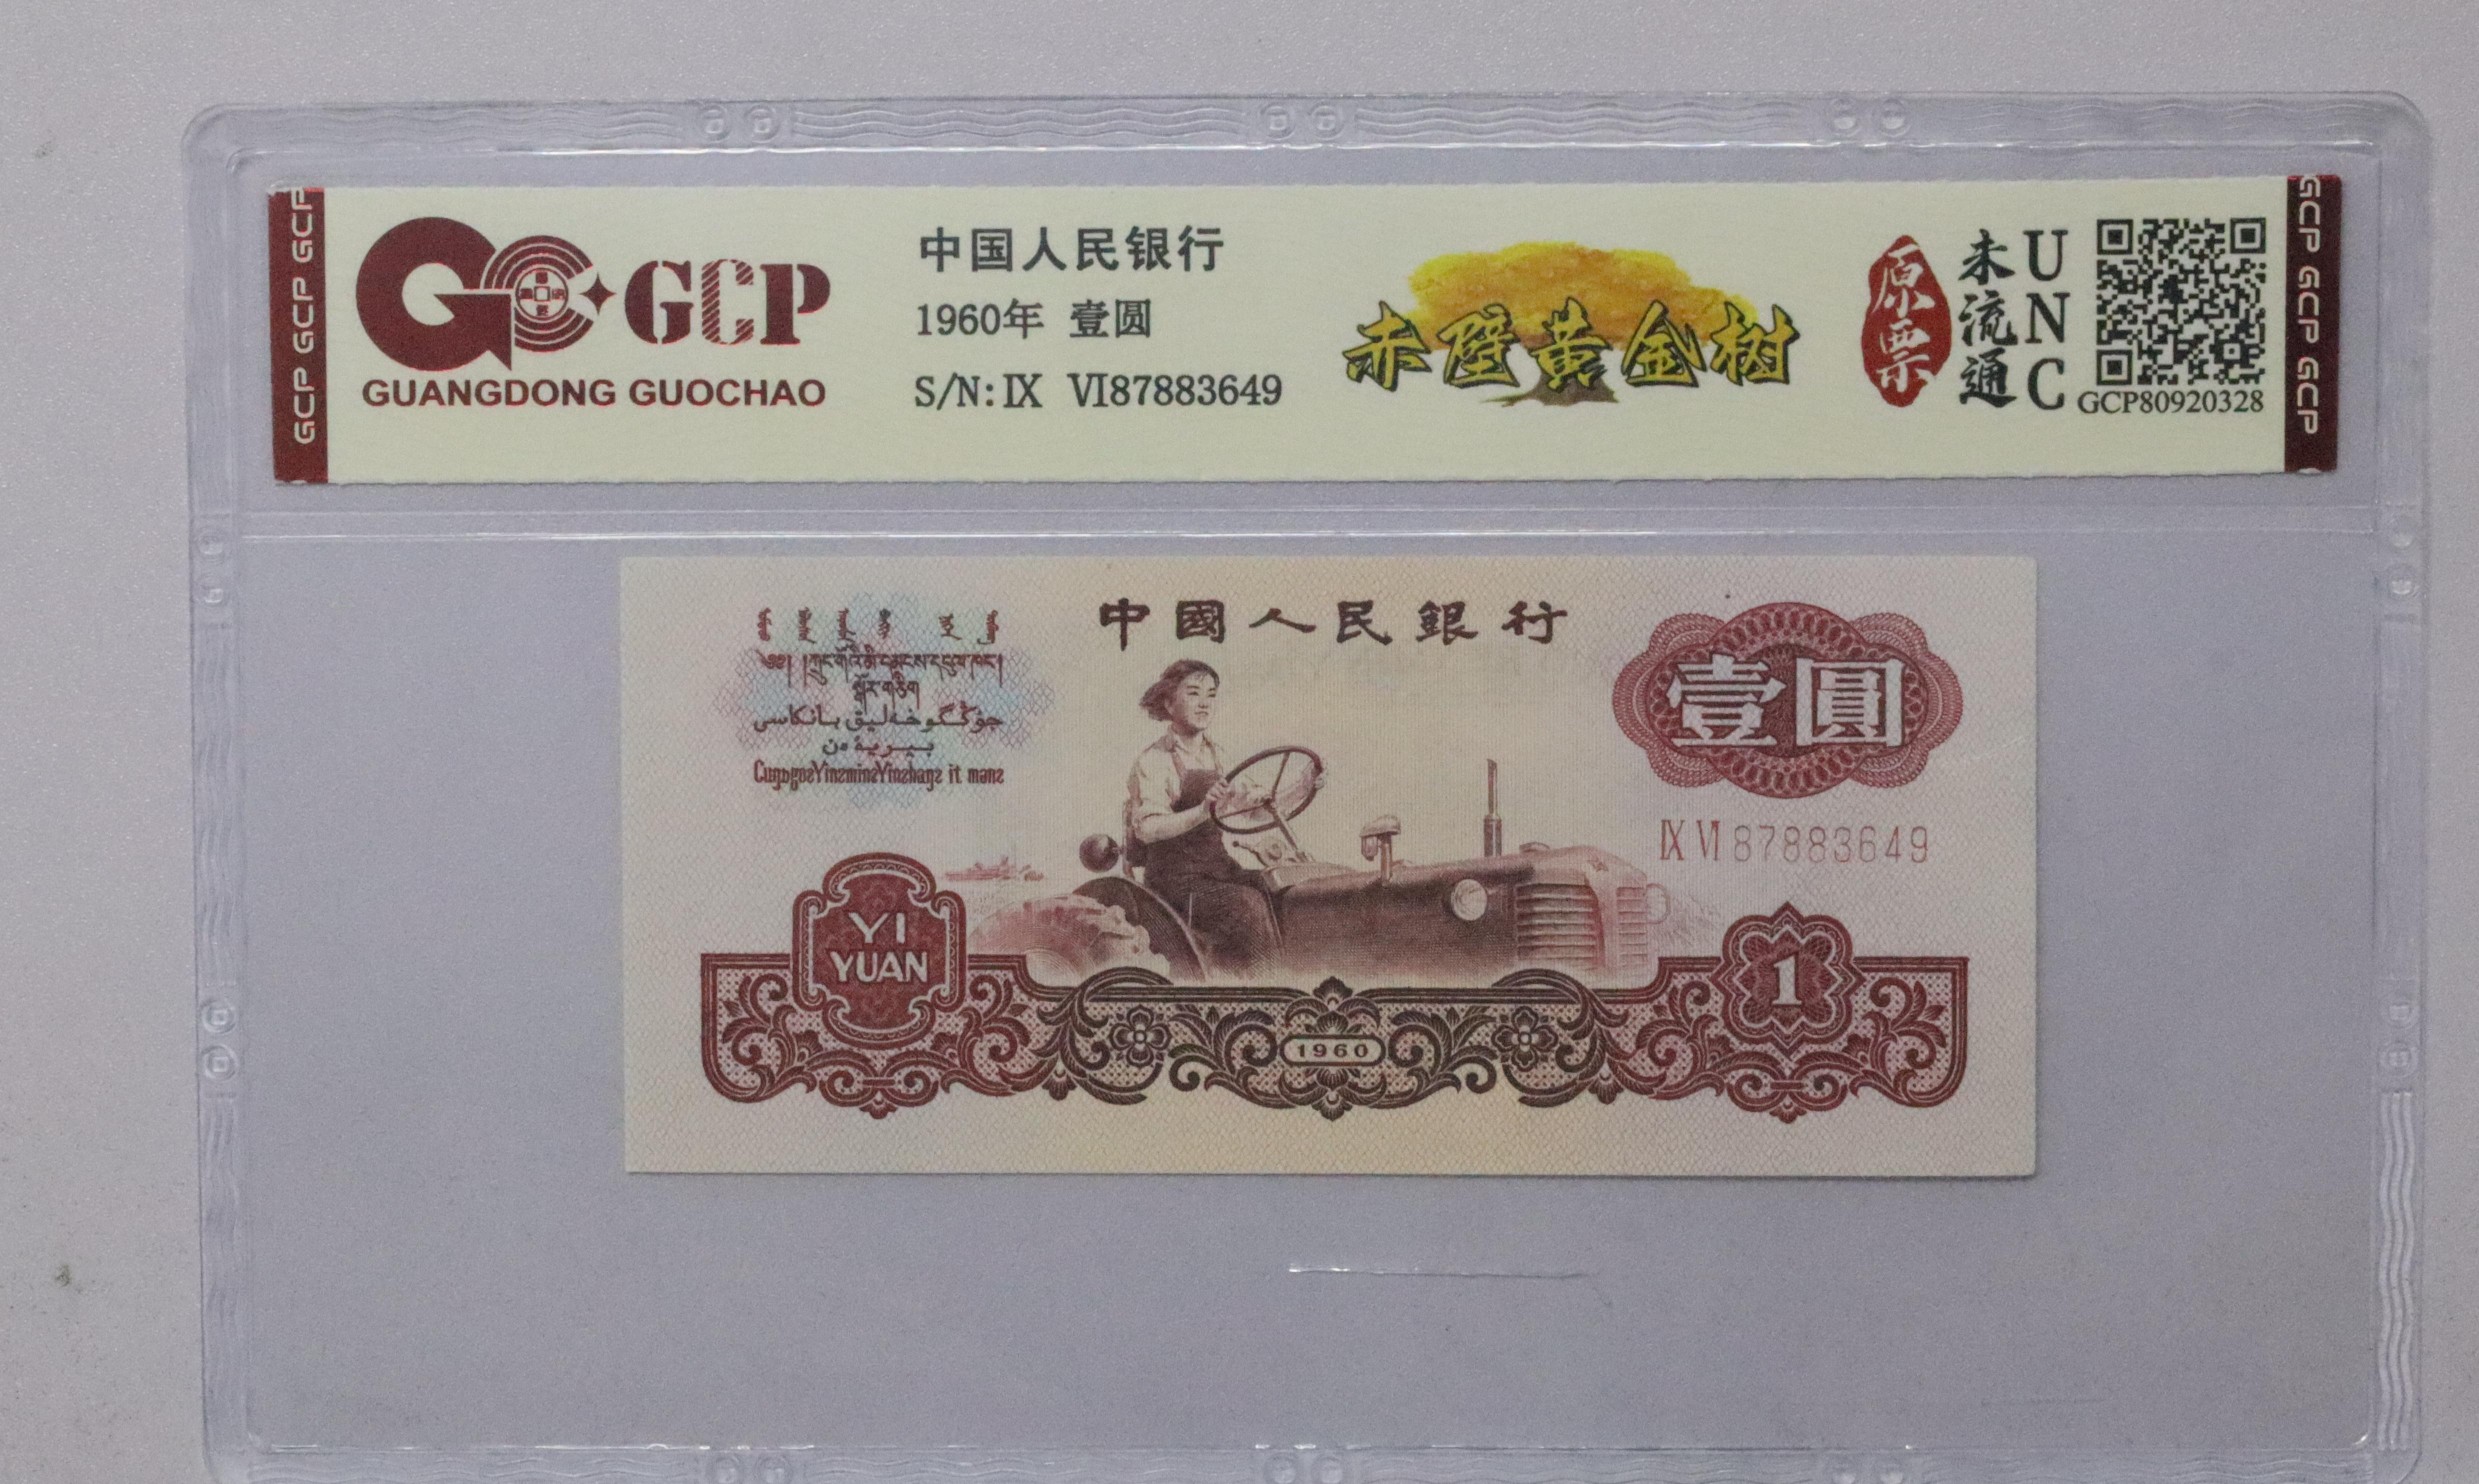 GCP GCP GCP
GCP
GUANGDONG GUOCHAO
中国人民银行
1960年 壹圆
S/N: IX VI87883649
赤壁黄金树
原票
未流通
UNC
GCP80920328
GCP GCP GCP
中國人民銀行
壹圓
IX VI 87883649
YI
YUAN
1960
1